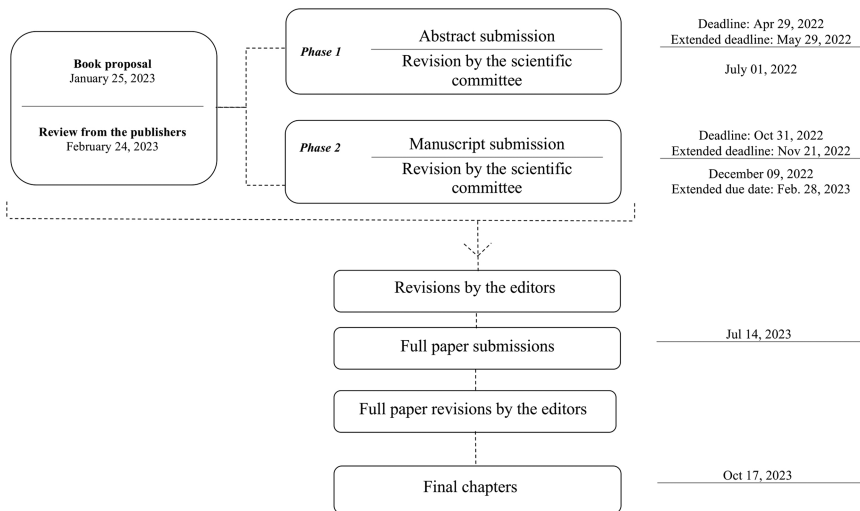 Book proposal
January 25, 2023
Review from the publishers
February 24, 2023
Phase 1
Abstract submission
Revision by the scientific
committee
Deadline: Apr 29, 2022
Extended deadline: May 29, 2022
July 01, 2022
Phase 2
Manuscript submission
Revision by the scientific
committee
Deadline: Oct 31, 2022
Extended deadline: Nov 21, 2022
December 09, 2022
Extended due date: Feb. 28, 2023
Revisions by the editors
Full paper submissions
Jul 14, 2023
Full paper revisions by the editors
Final chapters
Oct 17, 2023